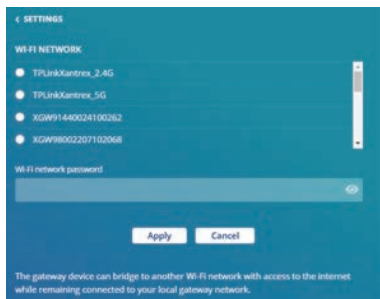 < SETTINGS
WI-FI NETWORK
TPLinkXantrex_2.4G
TPLinkXantrex_5G
XGW91440024100262
XGW98002207102068
Wi-Fi network password
Apply Cancel
The gateway device can bridge to another Wi-Fi network with access to the internet
while remaining connected to your local gateway network.